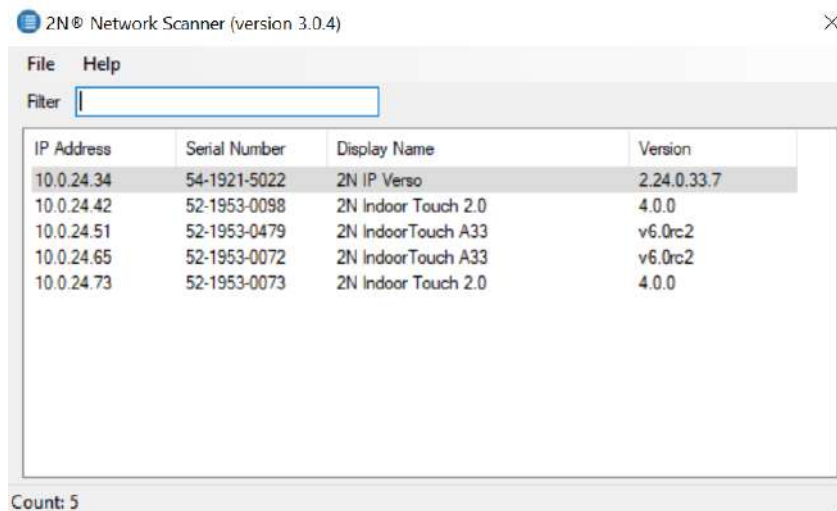 2N® Network Scanner (version 3.0.4)
File Help
Filter
IP Address Serial Number Display Name Version
10.0.24.34 54-1921-5022 2N IP Verso 2.24.0.33.7
10.0.24.42 52-1953-0098 2N Indoor Touch 2.0 4.0.0
10.0.24.51 52-1953-0479 2N IndoorTouch A33 v6.0rc2
10.0.24.65 52-1953-0072 2N IndoorTouch A33 v6.0rc2
10.0.24.73 52-1953-0073 2N Indoor Touch 2.0 4.0.0
Count: 5